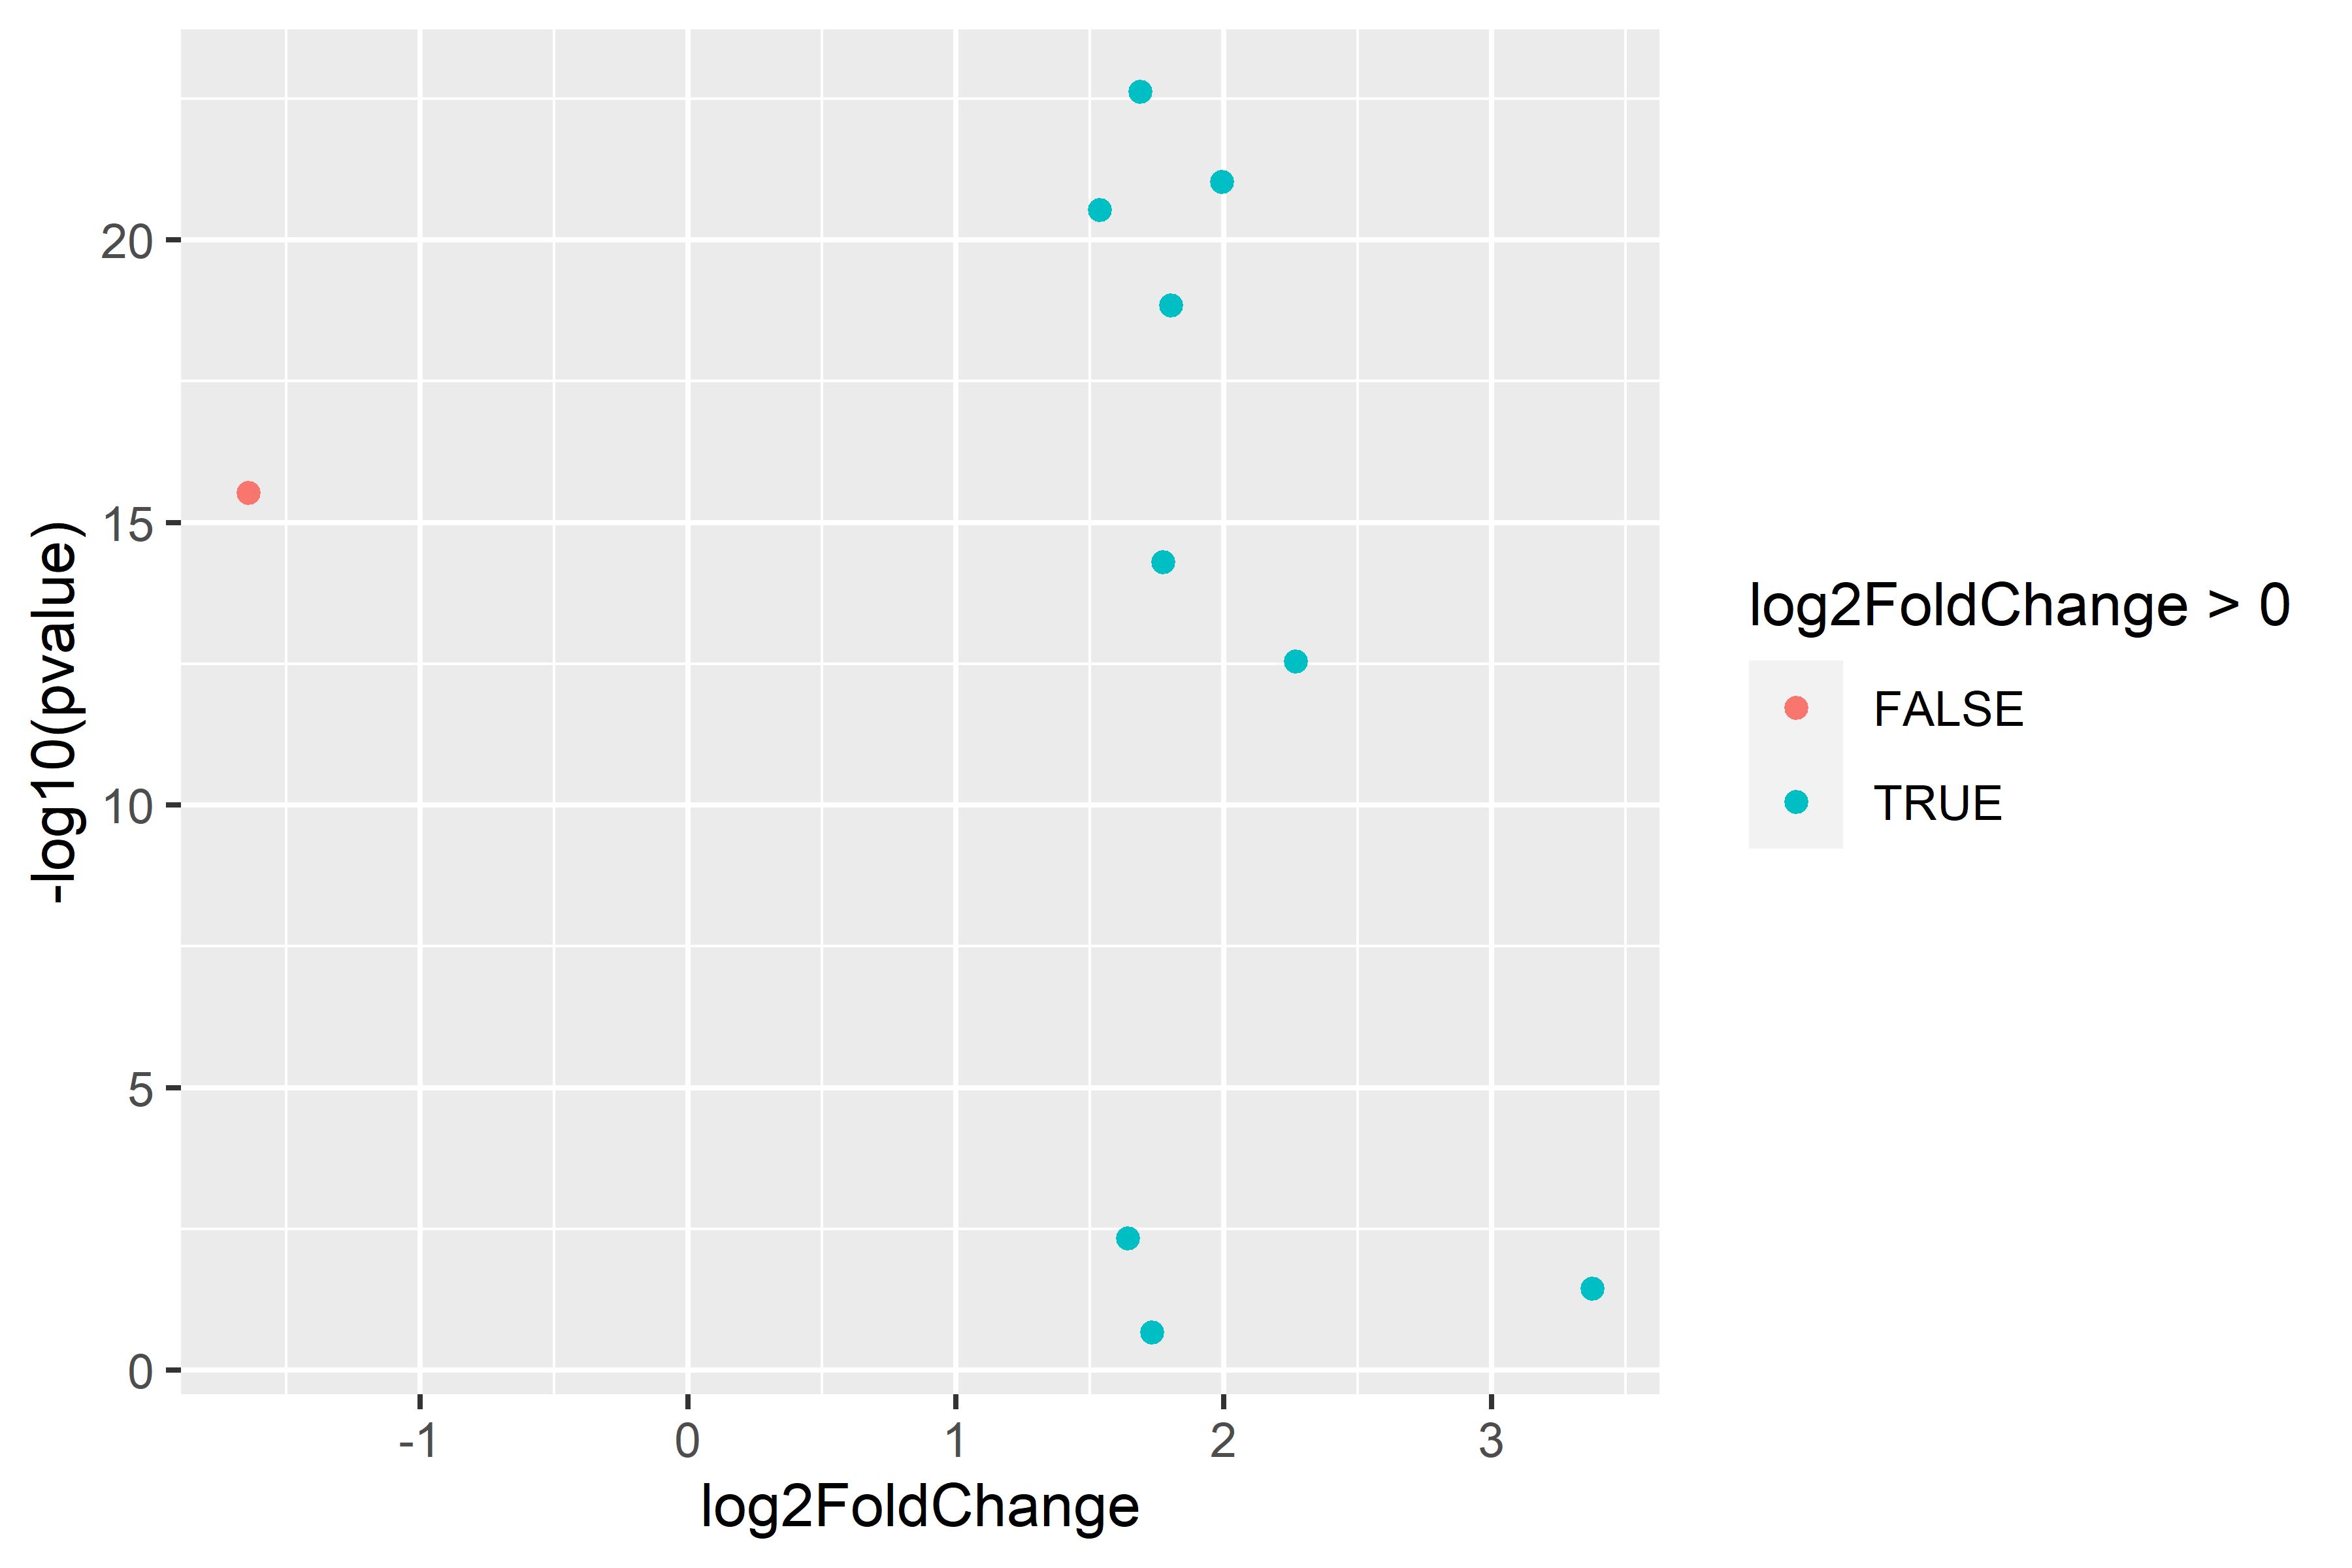 20
15
10
5
0
-log10(pvalue)
-1 0 1 2 3
log2FoldChange
log2FoldChange > 0
FALSE
TRUE